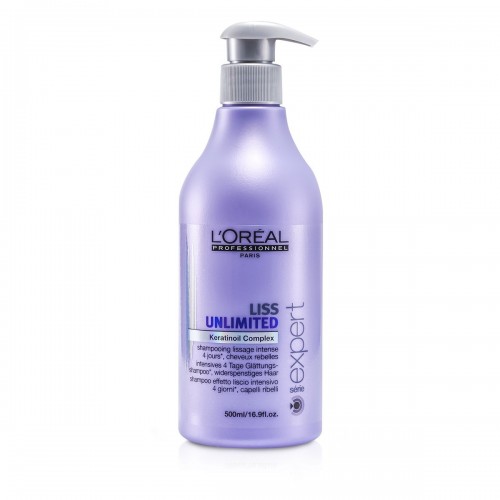 L'ORÉAL
PROFESSIONNEL
PARIS
LISS
UNLIMITED
Keratinoil Complex
shampooing lissage intense
4 jours*, cheveux rebelles
intensives 4 Tage Glättungs-
shampoo*, widerspenstiges Haar
shampoo effetto liscio intensivo
4 giorni*, capelli ribelli
500ml/16.9fl.oz.
série expert